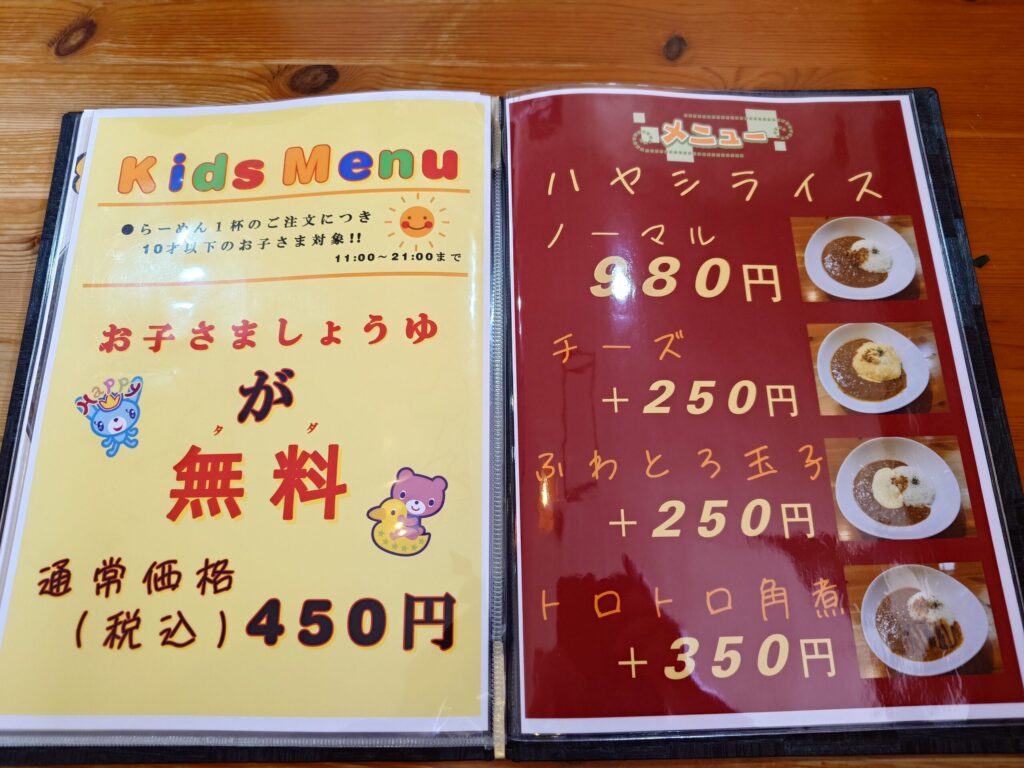 Kids Menu
●らーめん1杯のご注文につき
10才以下のお子さま対象!!
11:00～21:00まで
お子さましょうゆ
が
タダ
無料
Happy
通常価格
(税込)450円
メニュー
ハヤシライス
ノーマル
980円
チーズ
+250円
ふわとろ玉子
+250円
トロトロ角煮
+350円